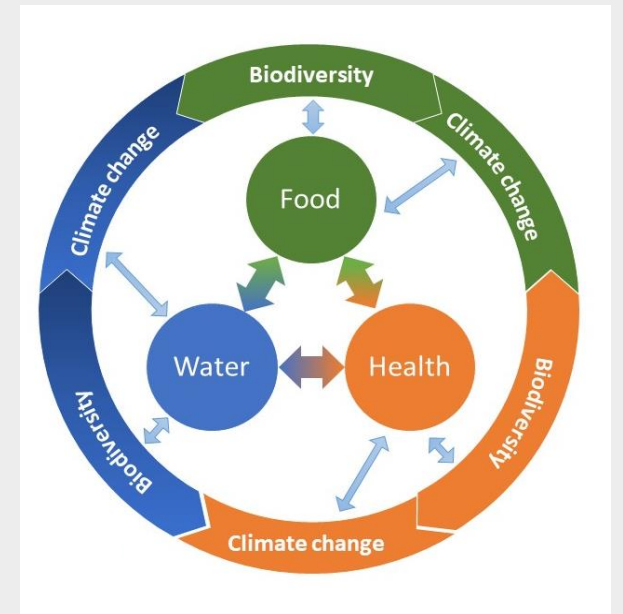 Biodiversity
Climate change
Climate change
Food
Water
Health
Biodiversity
Biodiversity
Climate change